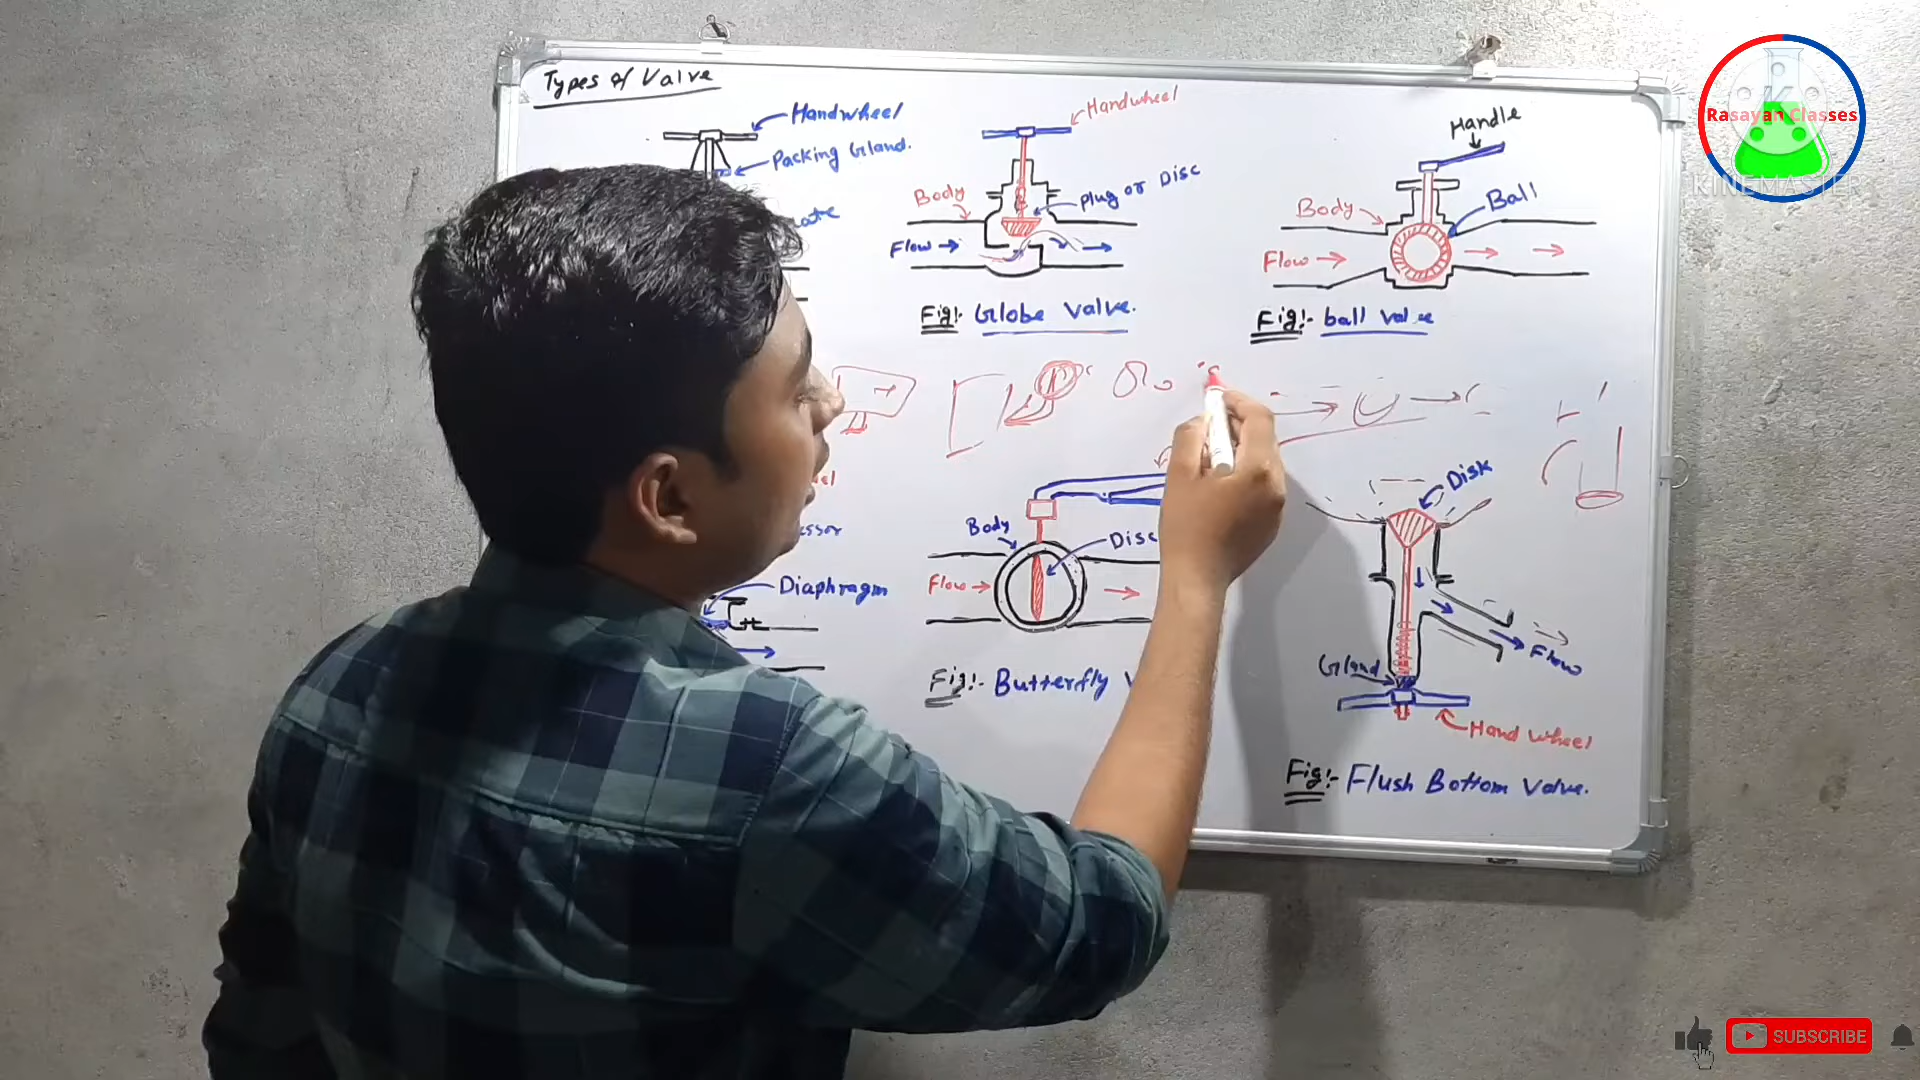 Types of Valve
Handwheel
Packing Gland.
Handwheel
Body
Plug or Disc
Flow
Fig:- Globe Valve.
Handle
Body
Ball
Flow
Fig:- ball valve
Rasayan Classes
KINEMASTER
Diaphragm
Body
Disc
Flow
Fig:- Butterfly
Disk
Flow
Gland
Hand wheel
Fig:- Flush Bottom Valve.
SUBSCRIBE